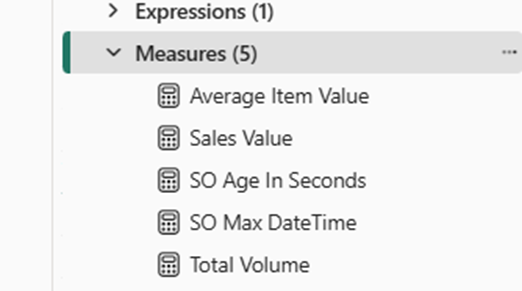 Expressions (1)
Measures (5)
Average Item Value
Sales Value
SO Age In Seconds
SO Max DateTime
Total Volume